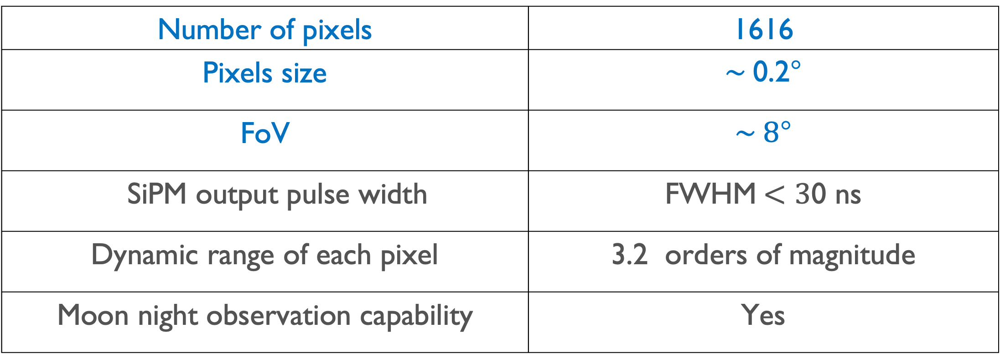 Number of pixels 1616
Pixels size ~ 0.2°
FoV ~ 8°
SiPM output pulse width FWHM < 30 ns
Dynamic range of each pixel 3.2 orders of magnitude
Moon night observation capability Yes